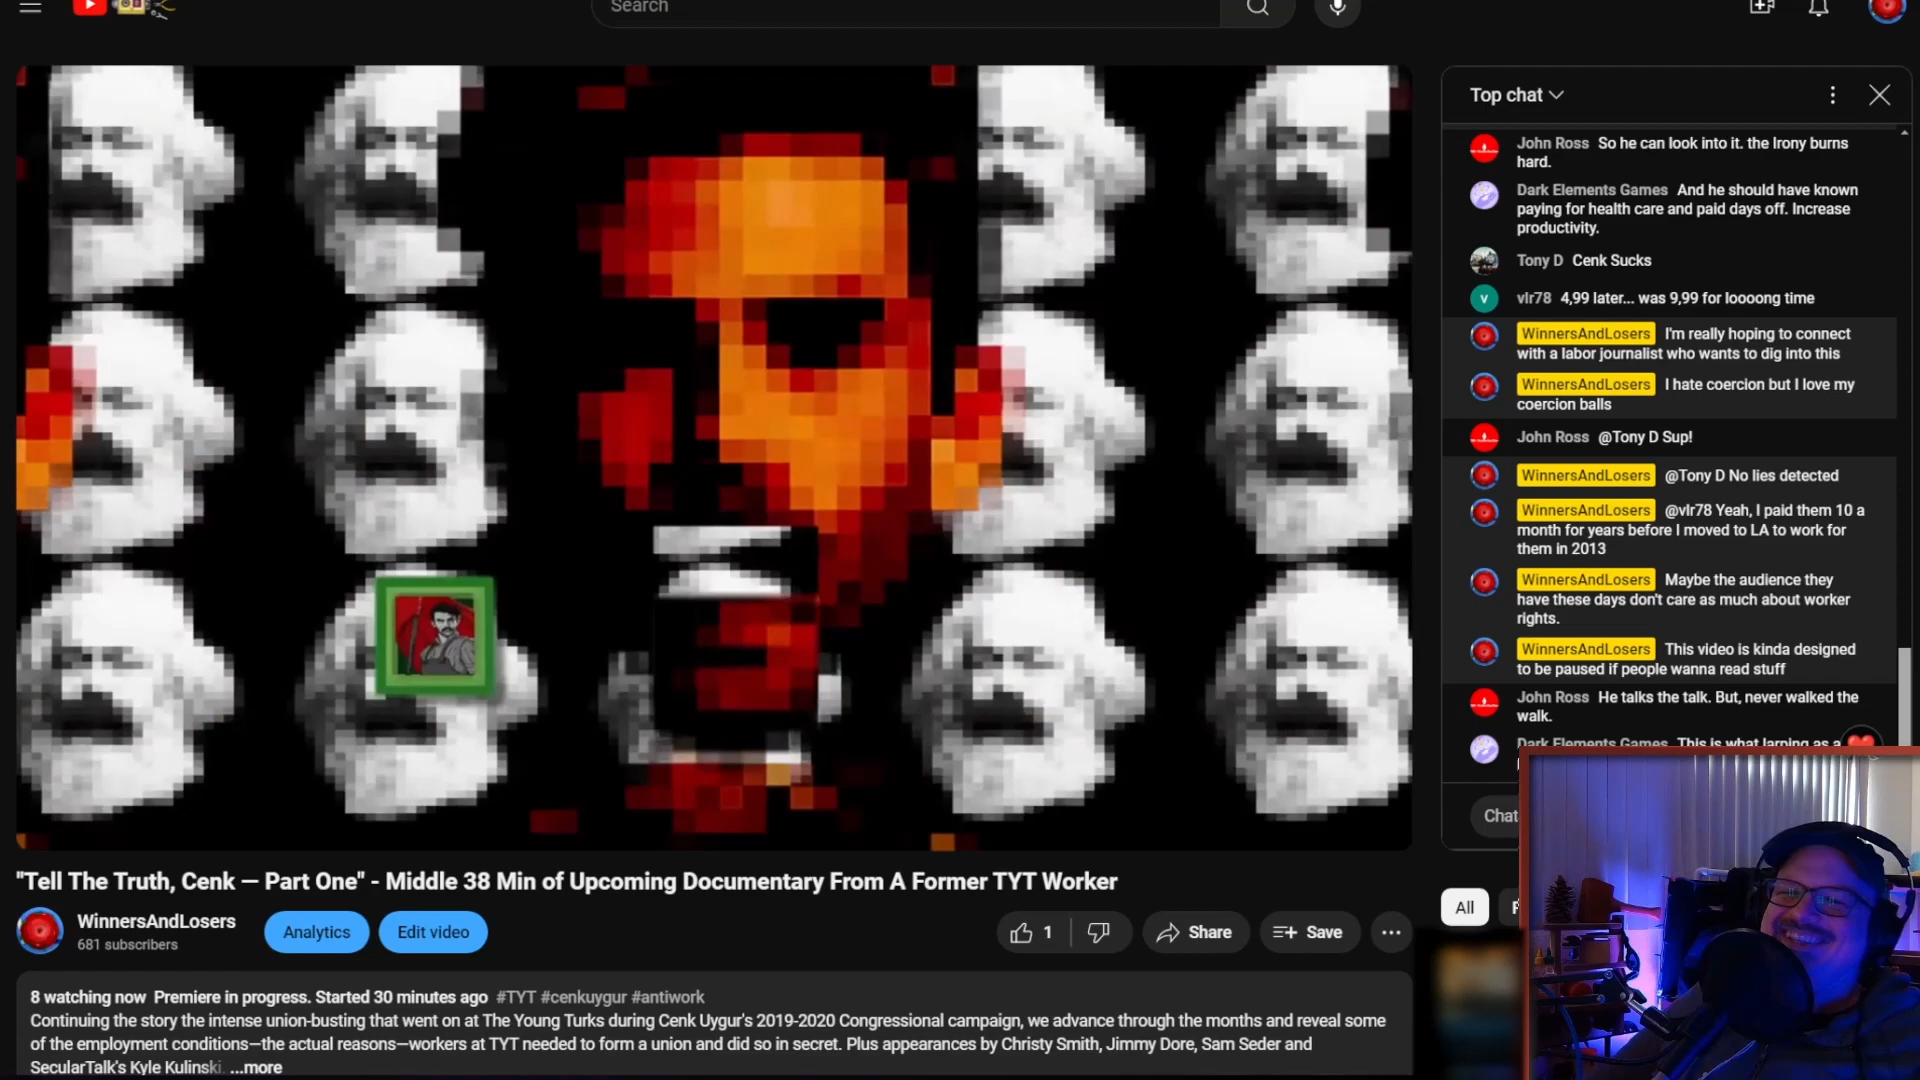 Search
Top chat
John Ross So he can look into it. the Irony burns
hard.
Dark Elements Games And he should have known
paying for health care and paid days off. Increase
productivity.
Tony D Cenk Sucks
V
vlr78 4,99 later... was 9,99 for loooong time
WinnersAndLosers I'm really hoping to connect
with a labor journalist who wants to dig into this
WinnersAndLosers I hate coercion but I love my
coercion balls
John Ross @Tony D Sup!
WinnersAndLosers @Tony D No lies detected
WinnersAndLosers @vlr78 Yeah, I paid them 10 a
month for years before I moved to LA to work for
them in 2013
WinnersAndLosers Maybe the audience they
have these days don't care as much about worker
rights.
WinnersAndLosers This video is kinda designed
to be paused if people wanna read stuff
John Ross He talks the talk. But, never walked the
walk.
Dark Elements Games This is what larping as a
Chat
"Tell The Truth, Cenk — Part One" - Middle 38 Min of Upcoming Documentary From A Former TYT Worker
WinnersAndLosers
681 subscribers
Analytics
Edit video
1
Share
Save
All
8 watching now Premiere in progress. Started 30 minutes ago #TYT #cenkuygur #antiwork
Continuing the story the intense union-busting that went on at The Young Turks during Cenk Uygur's 2019-2020 Congressional campaign, we advance through the months and reveal some
of the employment conditions—the actual reasons—workers at TYT needed to form a union and did so in secret. Plus appearances by Christy Smith, Jimmy Dore, Sam Seder and
SecularTalk's Kyle Kulinski. ...more